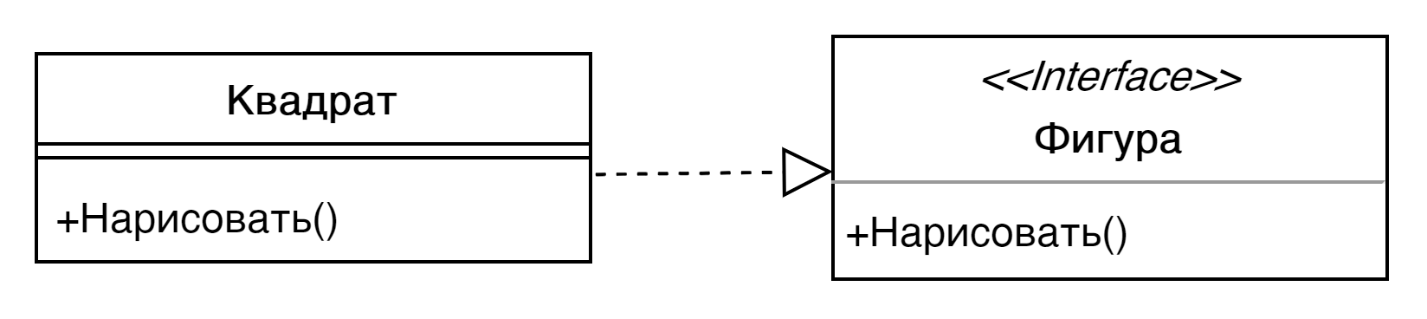 Квадрат
+Нарисовать()
<<Interface>>
Фигура
+Нарисовать()